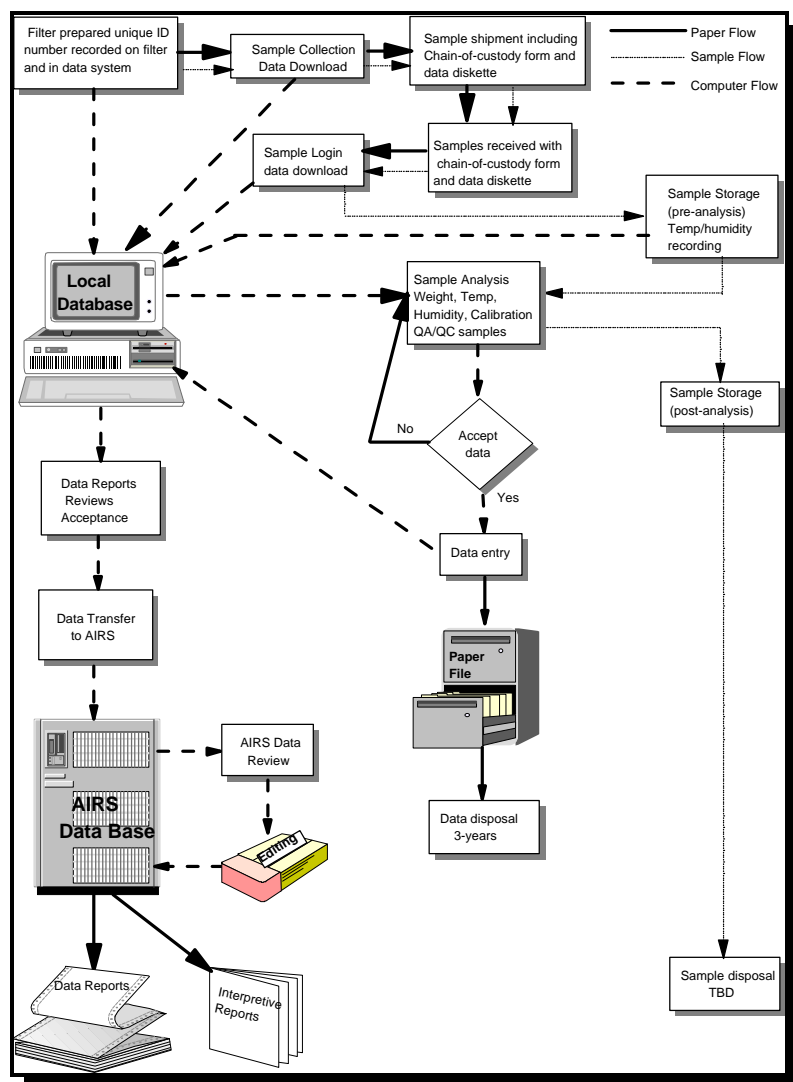 Filter prepared unique ID
number recorded on filter
and in data system
Sample Collection
Data Download
Sample shipment including
Chain-of-custody form and
data diskette
Paper Flow
Sample Flow
Computer Flow
Samples received with
chain-of-custody form
and data diskette
Sample Login
data download
Sample Storage
(pre-analysis)
Temp/humidity
recording
Local
Database
Sample Analysis
Weight, Temp,
Humidity, Calibration
QA/QC samples
Sample Storage
(post-analysis)
No
Accept
data
Yes
Data Reports
Reviews
Acceptance
Data entry
Data Transfer
to AIRS
Paper
File
AIRS Data
Review
AIRS
Data Base
Editing
Data disposal
3-years
Data Reports
Interpretive
Reports
Sample disposal
TBD